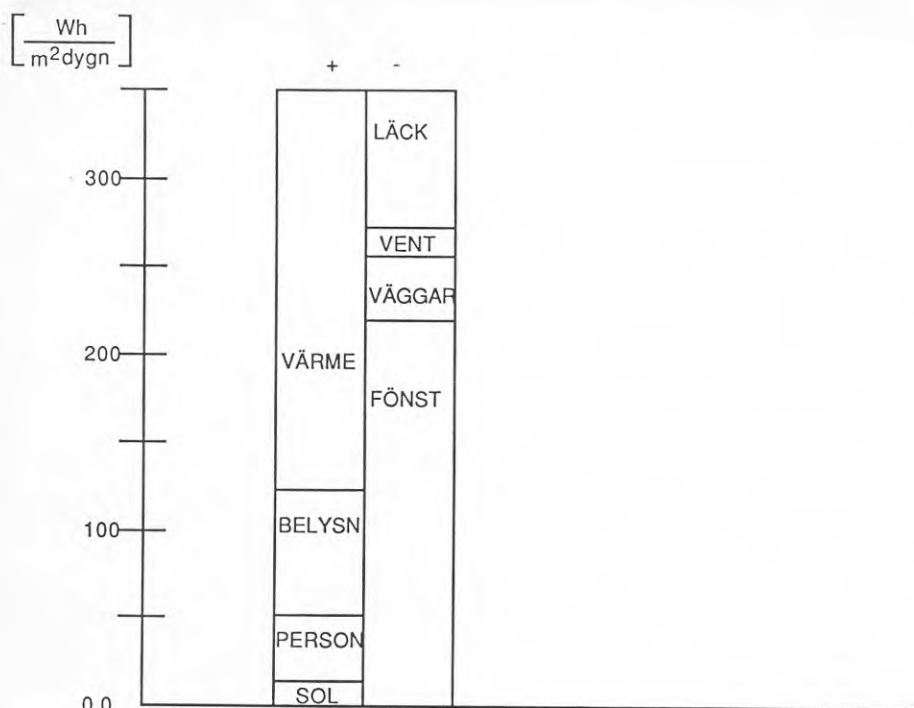 Wh
m²dygn
+ -
LÄCK
300
VENT
VÄGGAR
200
VÄRME
FÖNST
100
BELYSN
PERSON
SOL
0.0